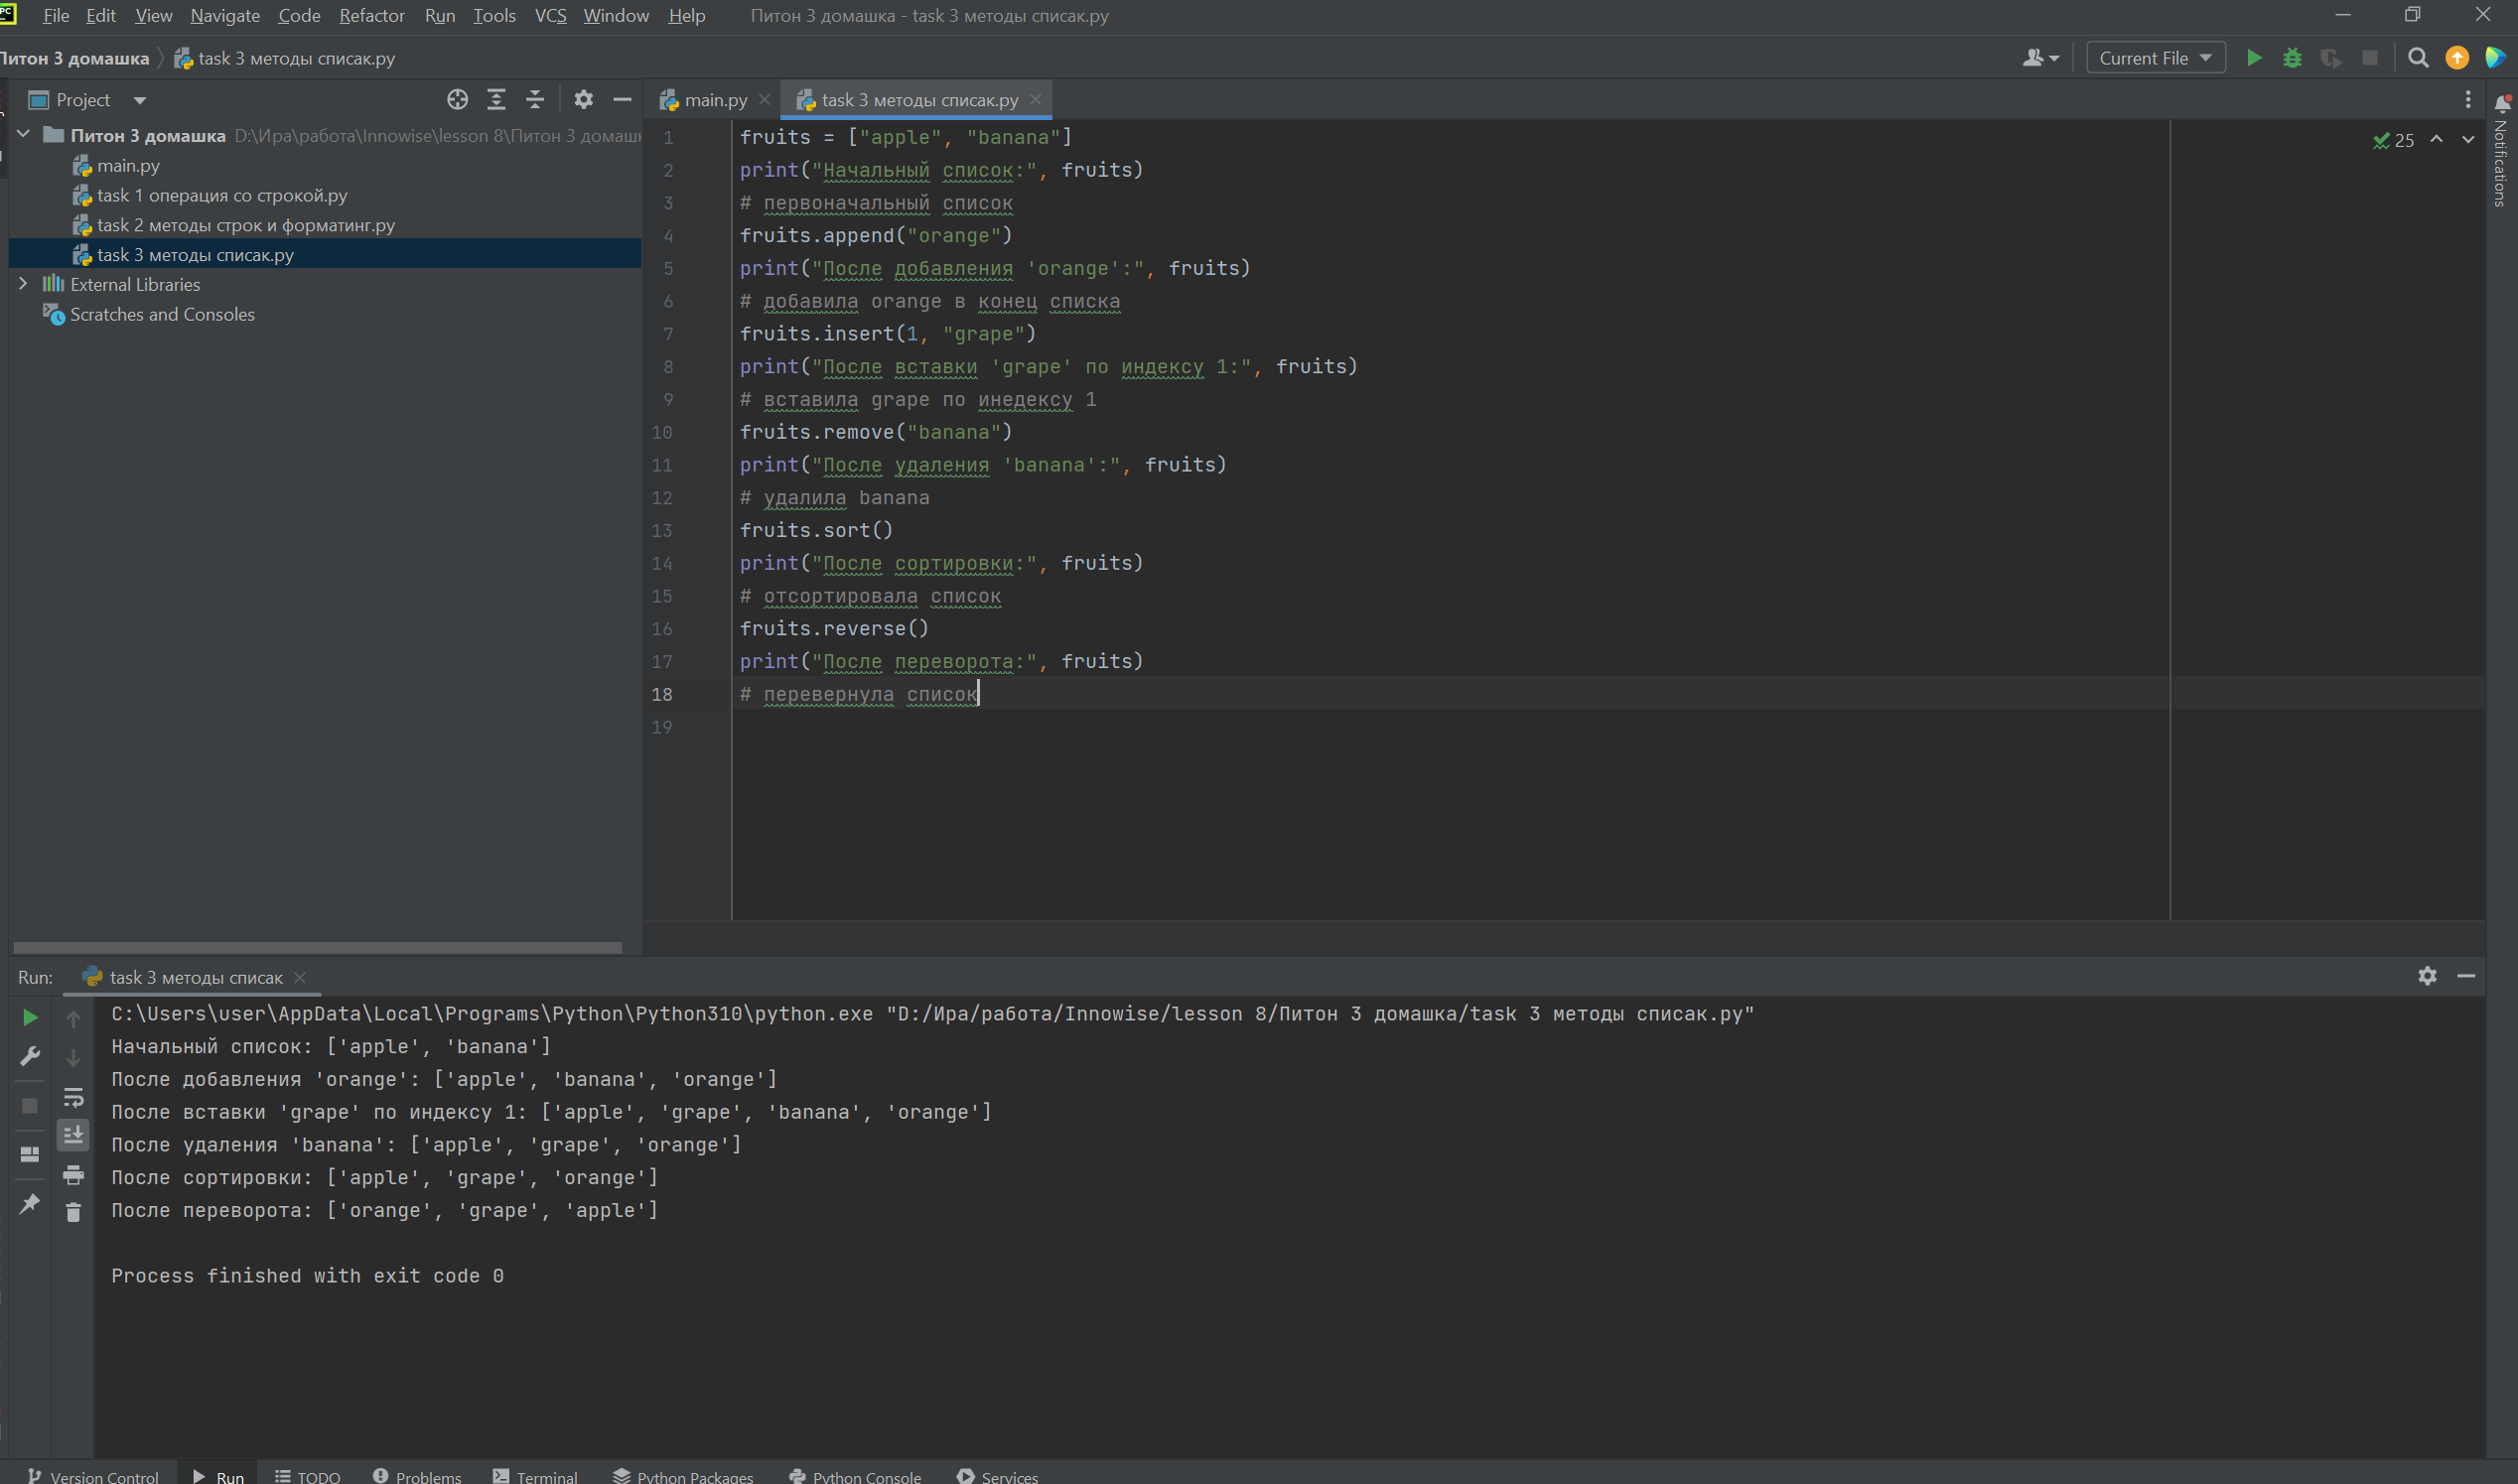 PC File Edit View Navigate Code Refactor Run Tools VCS Window Help Питон 3 домашка - task 3 методы списак.py
Питон 3 домашка task 3 методы списак.py Current File
Project
main.py task 3 методы списак.py
Питон 3 домашка D:\Ира\работа\Innowise\lesson 8\Питон 3 домашк
main.py
task 1 операция со строкой.py
task 2 методы строк и форматинг.py
task 3 методы списак.py
External Libraries
Scratches and Consoles
1 fruits = ["apple", "banana"]
2 print("Начальный список:", fruits)
3 # первоначальный список
4 fruits.append("orange")
5 print("После добавления 'orange':", fruits)
6 # добавила orange в конец списка
7 fruits.insert(1, "grape")
8 print("После вставки 'grape' по индексу 1:", fruits)
9 # вставила grape по инедексу 1
10 fruits.remove("banana")
11 print("После удаления 'banana':", fruits)
12 # удалила banana
13 fruits.sort()
14 print("После сортировки:", fruits)
15 # отсортировала список
16 fruits.reverse()
17 print("После переворота:", fruits)
18 # перевернула список
19
25
Notifications
Run: task 3 методы списак
C:\Users\user\AppData\Local\Programs\Python\Python310\python.exe "D:/Ира/работа/Innowise/lesson 8/Питон 3 домашка/task 3 методы списак.py"
Начальный список: ['apple', 'banana']
После добавления 'orange': ['apple', 'banana', 'orange']
После вставки 'grape' по индексу 1: ['apple', 'grape', 'banana', 'orange']
После удаления 'banana': ['apple', 'grape', 'orange']
После сортировки: ['apple', 'grape', 'orange']
После переворота: ['orange', 'grape', 'apple']
Process finished with exit code 0
Version Control Run TODO Problems Terminal Python Packages Python Console Services